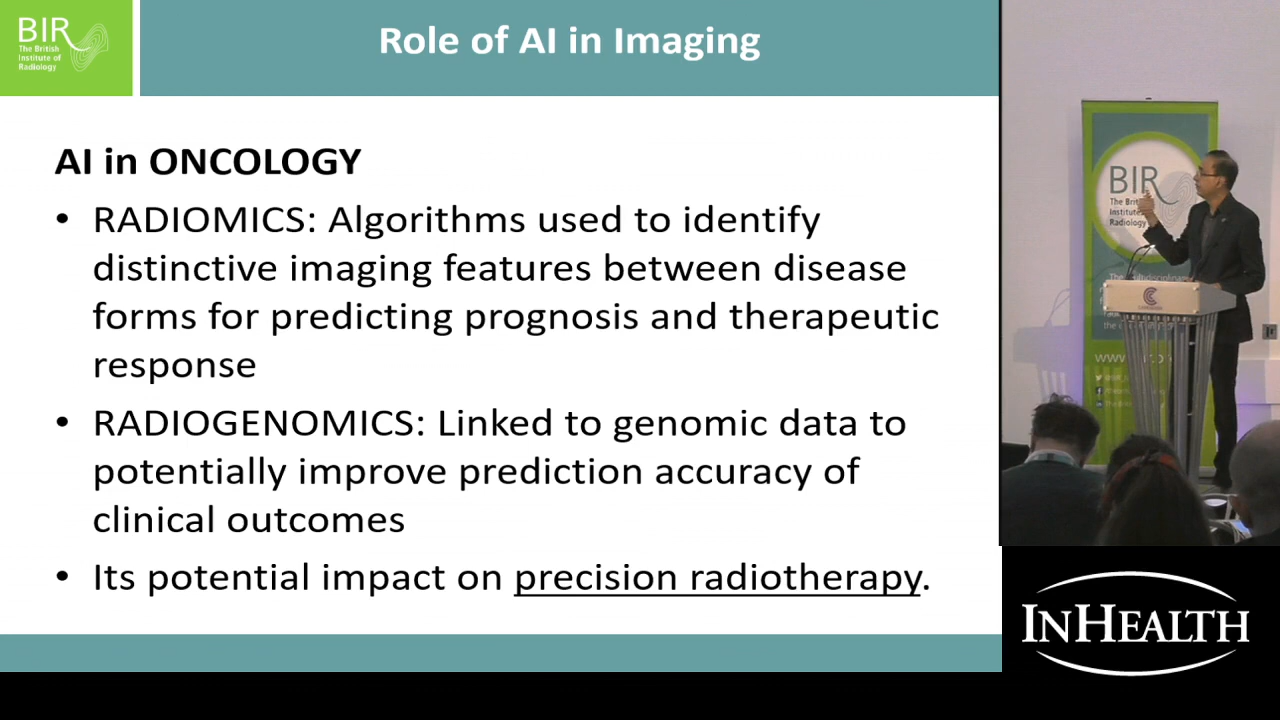 BIR
The British
Institute of
Radiology
Role of AI in Imaging
AI in ONCOLOGY
• RADIOMICS: Algorithms used to identify
distinctive imaging features between disease
forms for predicting prognosis and therapeutic
response
• RADIOGENOMICS: Linked to genomic data to
potentially improve prediction accuracy of
clinical outcomes
• Its potential impact on precision radiotherapy.
BIR
The
Institute
Radiology
INHEALTH